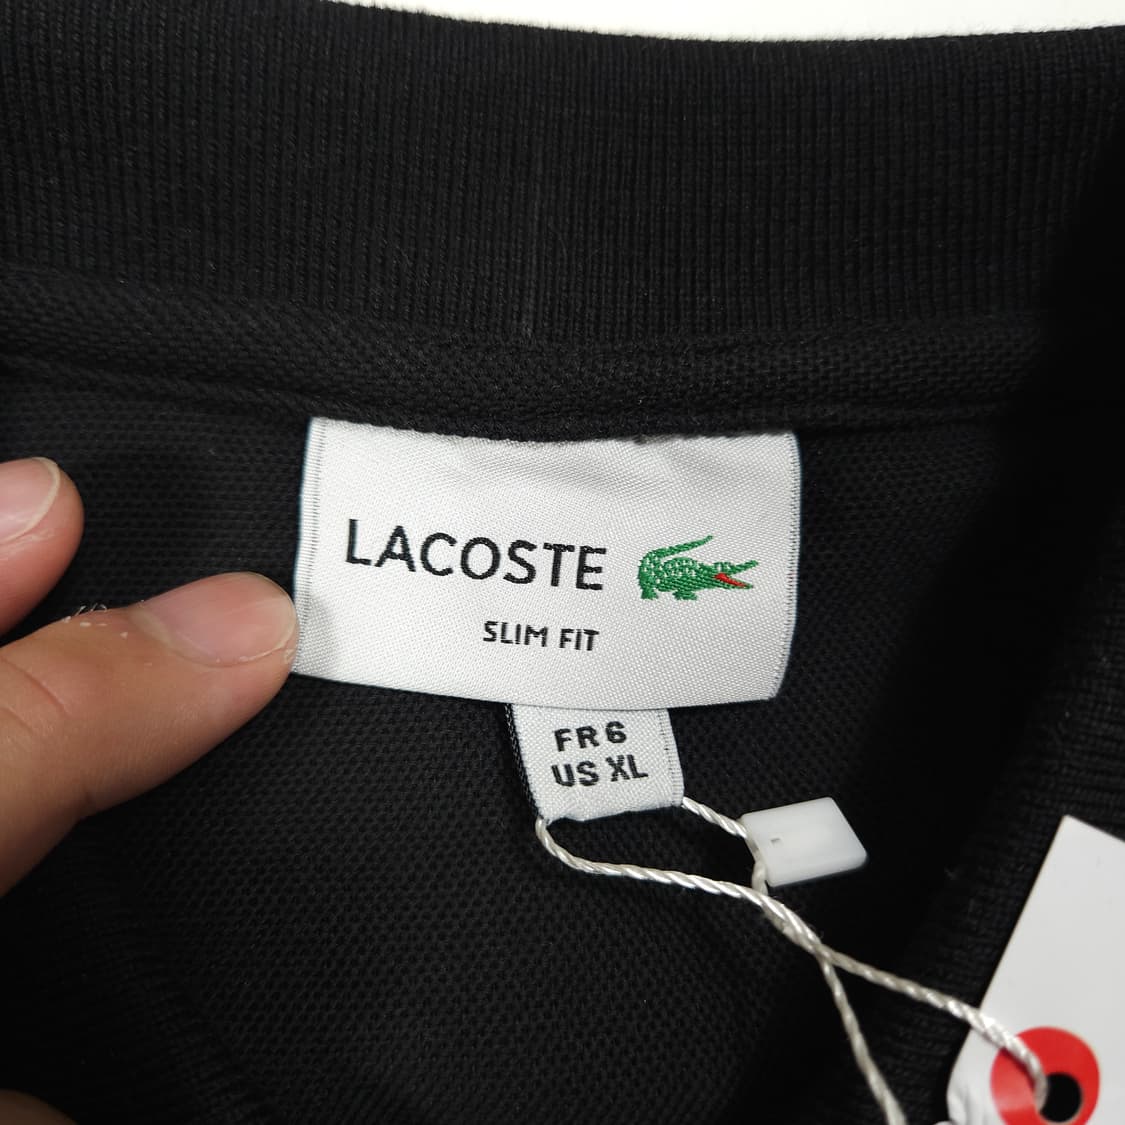 LACOSTE
SLIM FIT
FR 6
US XL